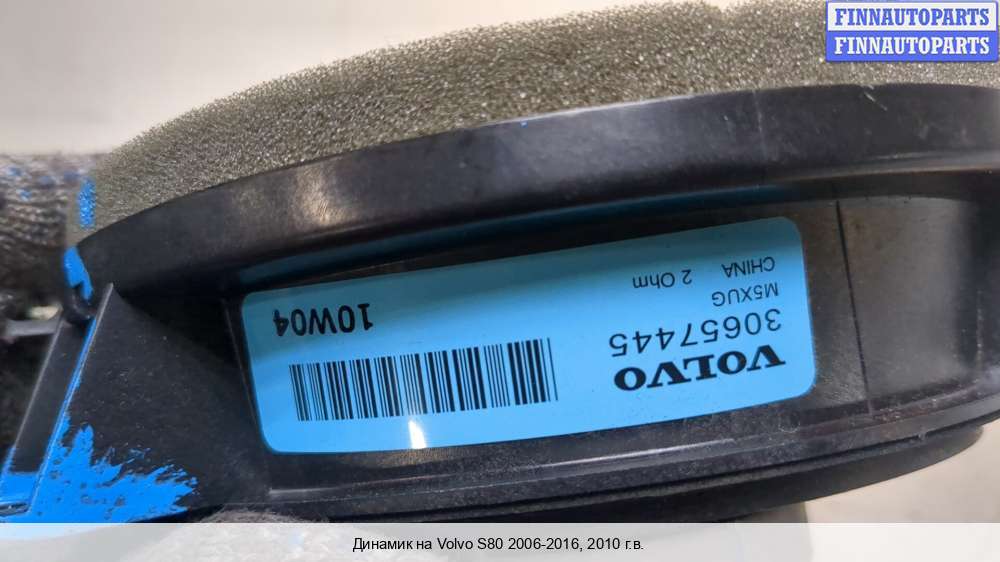 FINNAUTOPARTS
FINNAUTOPARTS
VOLVO
30657445
M5XUG
CHINA 2 Ohm
10W04
Динамик на Volvo S80 2006-2016, 2010 г.в.